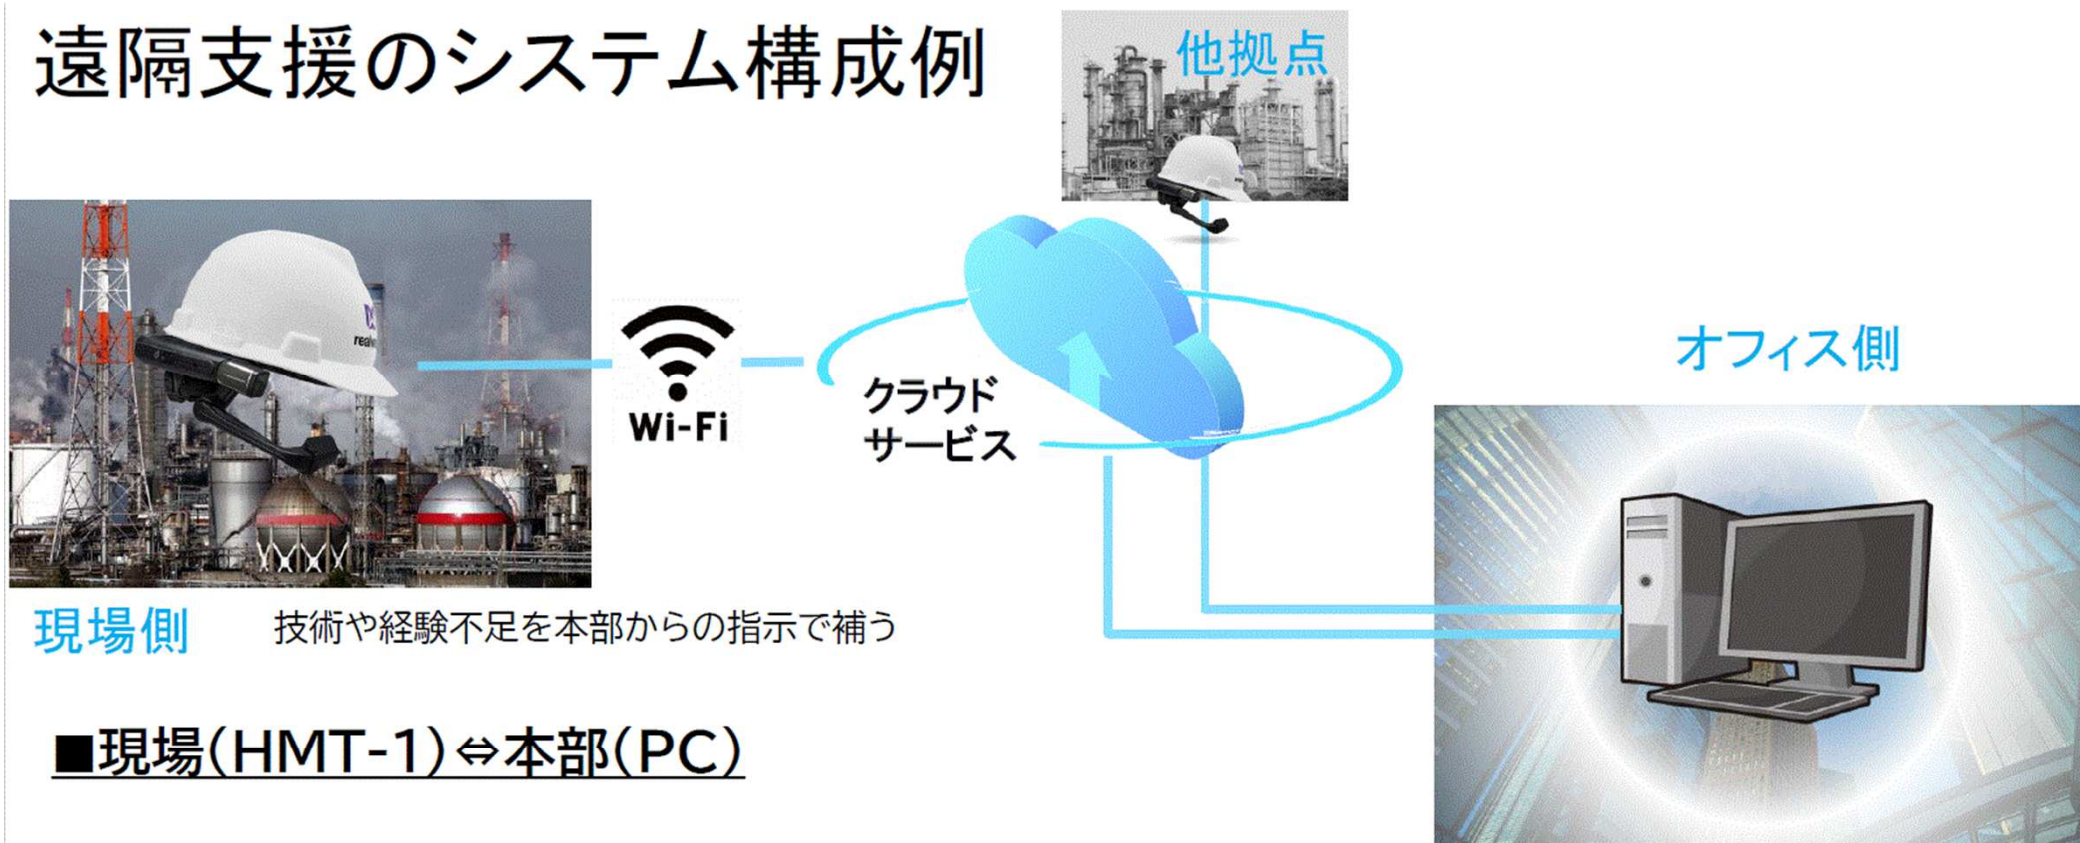 遠隔支援のシステム構成例
他拠点
Wi-Fi
クラウド
サービス
オフィス側
現場側
技術や経験不足を本部からの指示で補う
■現場(HMT-1)⇔本部(PC)